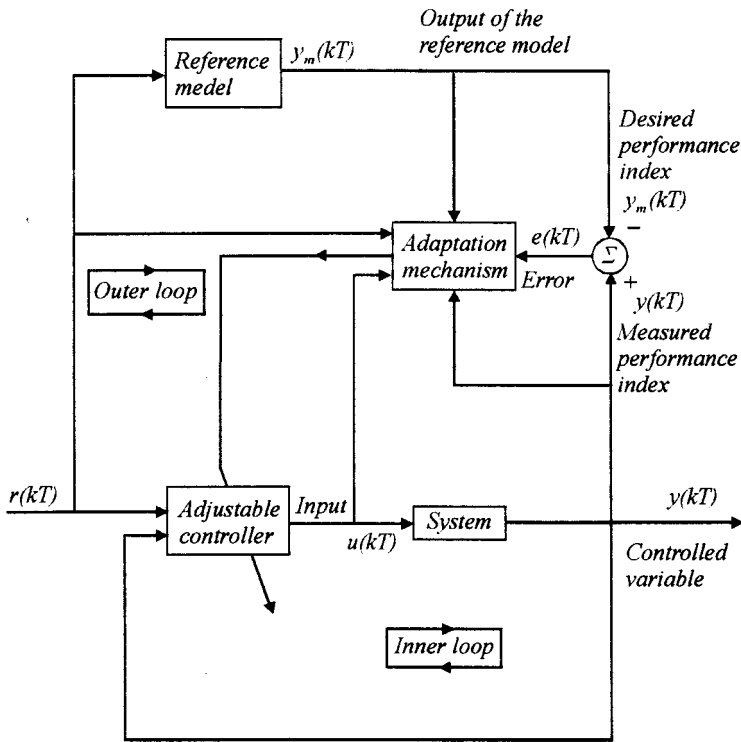 Output of the
reference model
Reference
medel
y_m(kT)
Desired
performance
index
y_m(kT)
−
Adaptation
mechanism
e(kT)
Error
Σ
+
y(kT)
Measured
performance
index
Outer loop
r(kT)
Adjustable
controller
Input
u(kT)
System
y(kT)
Controlled
variable
Inner loop